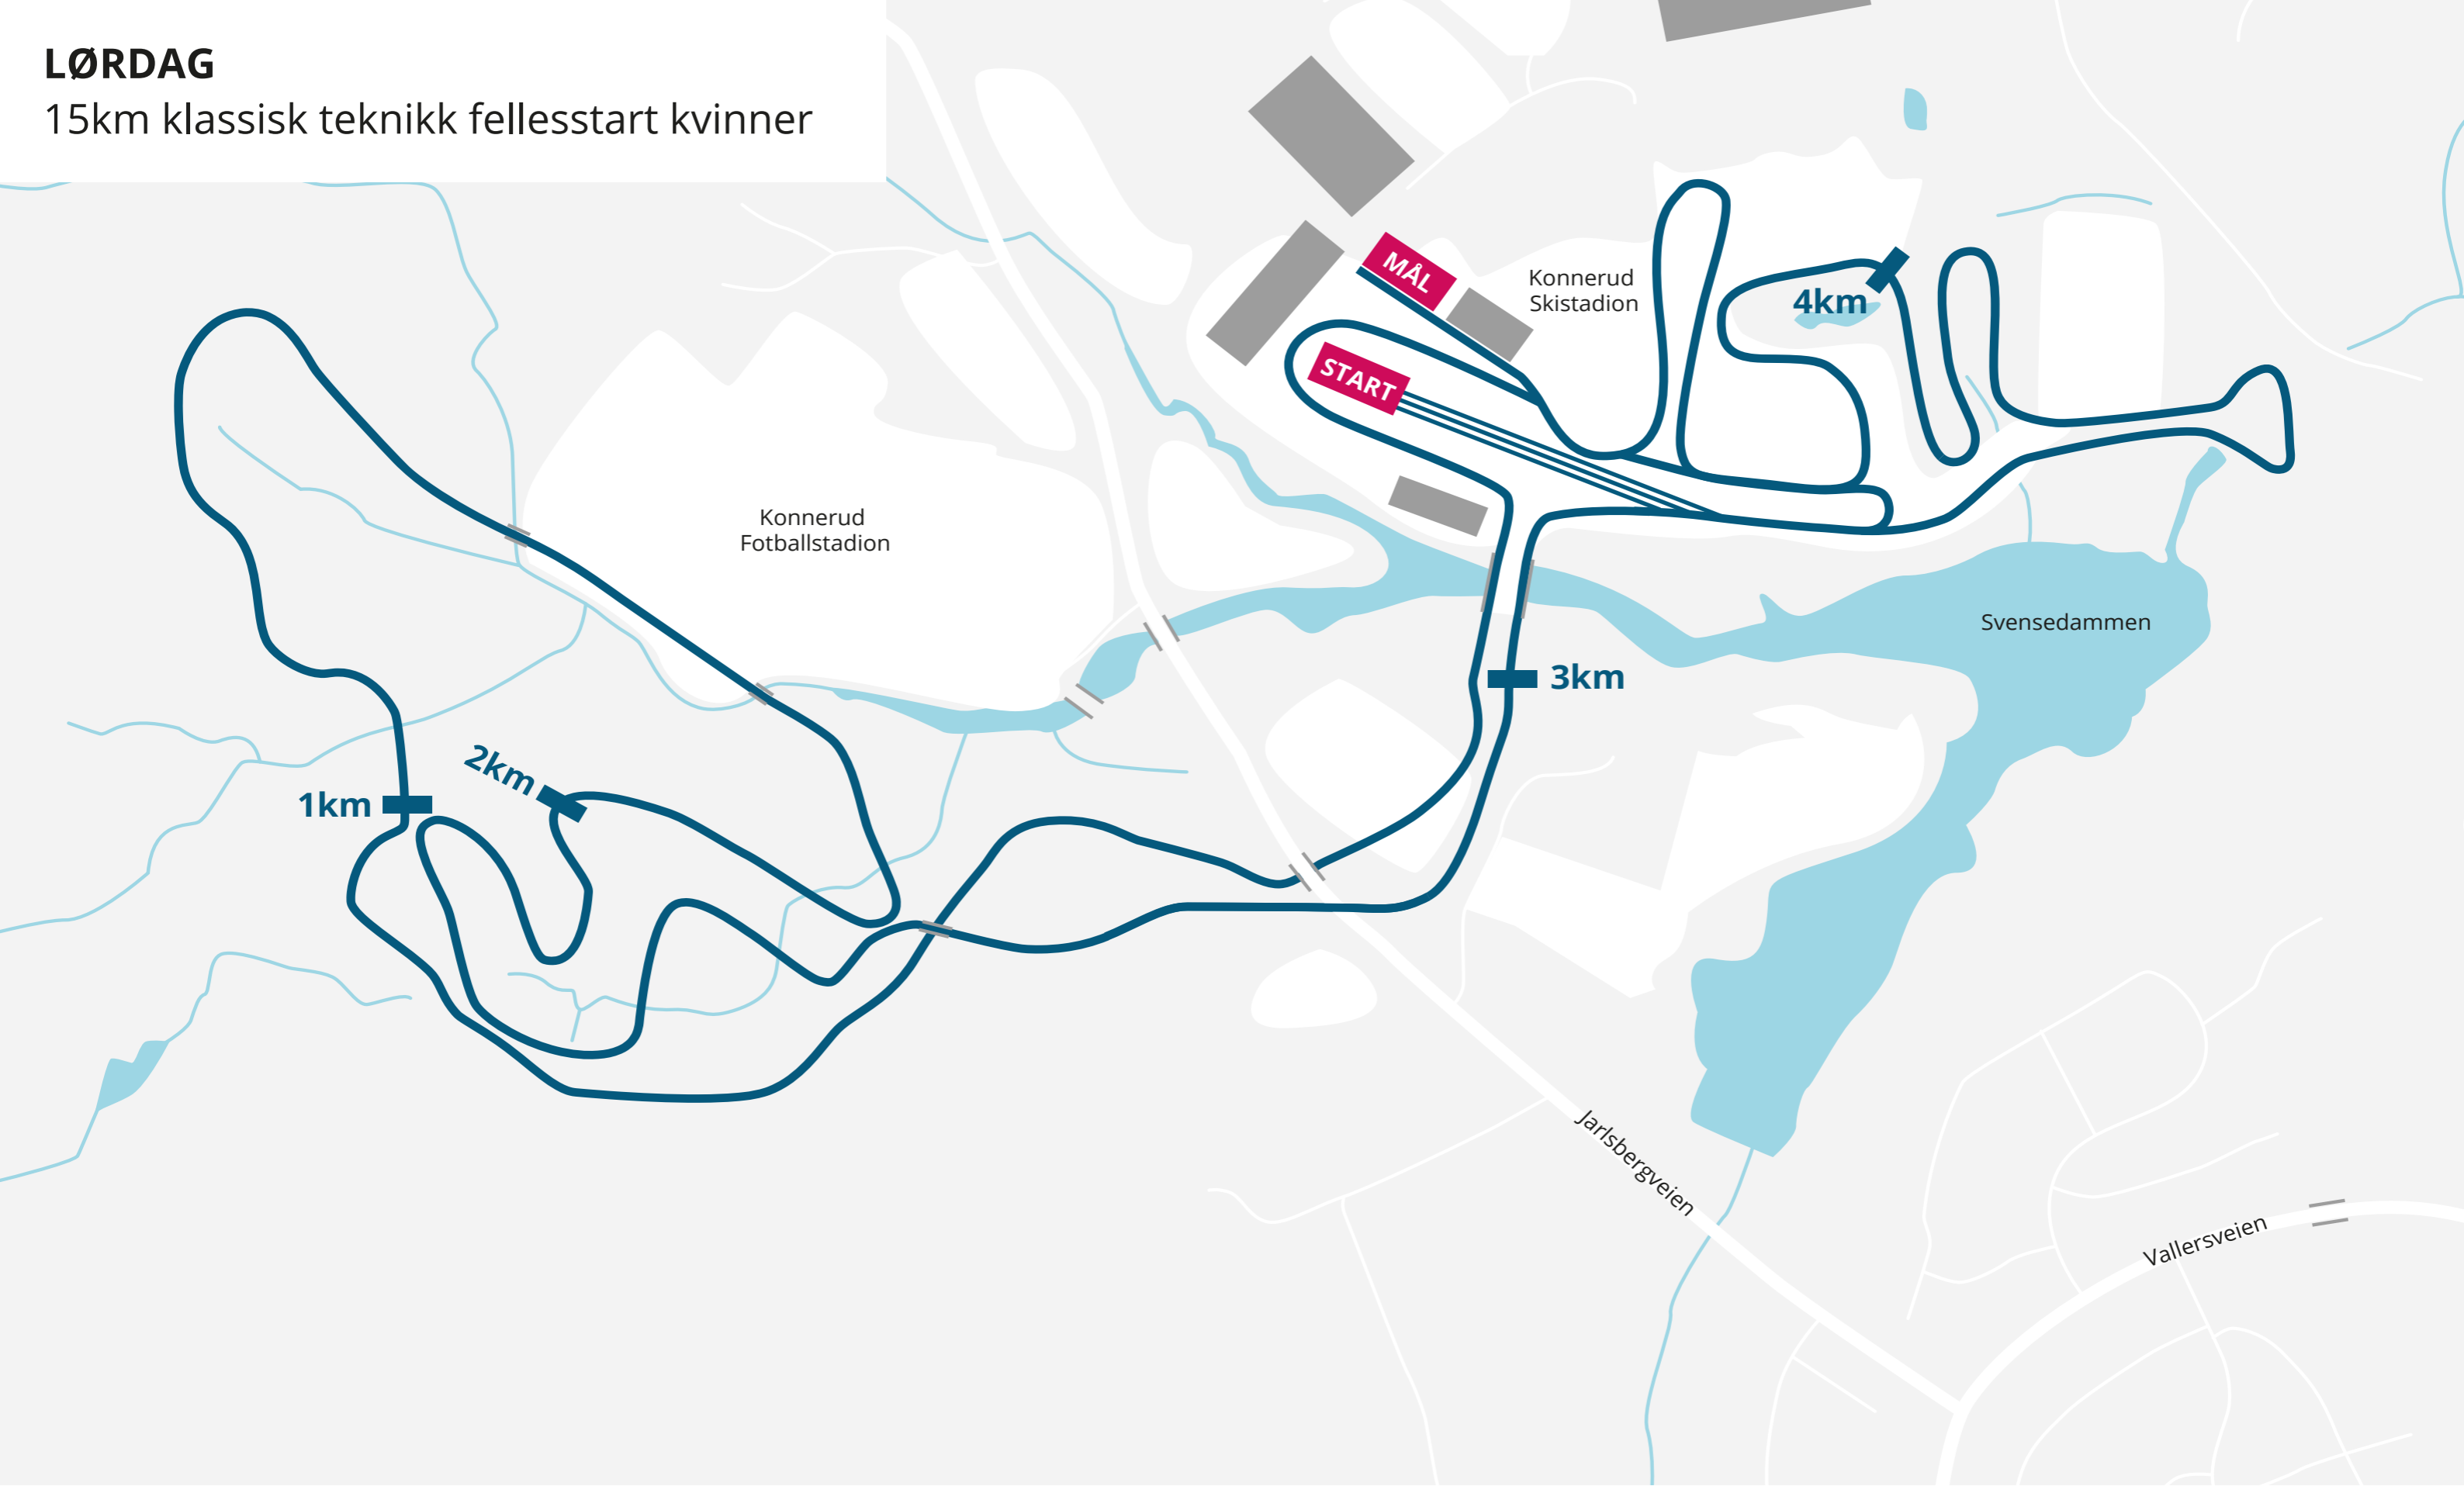 LØRDAG
15km klassisk teknikk fellesstart kvinner
MÅL
Konnerud
Skistadion
4km
START
Konnerud
Fotballstadion
Svensedammen
3km
2km
1km
Jarlsbergveien
Vallersveien